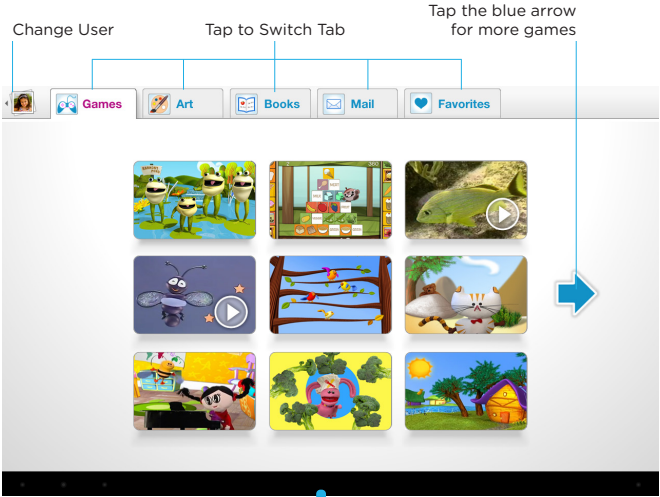 Tap the blue arrow
for more games
Change User
Tap to Switch Tab
Games
Art
Books
Mail
Favorites